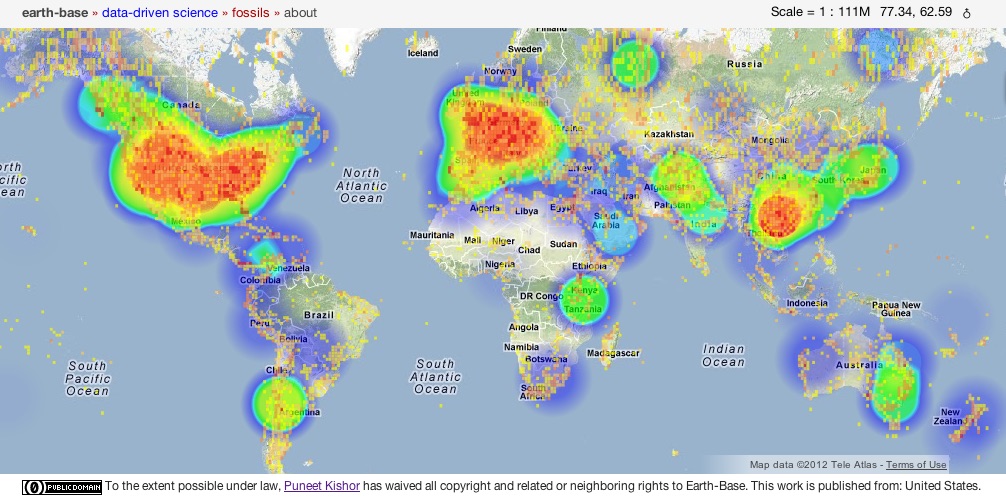 earth-base » data-driven science » fossils » about
Scale = 1 : 111M 77.34, 62.59
Finland
Iceland
Sweden
Norway
Russia
Canada
United
Poland
Ukraine
Kazakhstan
Mongolia
North
Atlantic
Ocean
orth
cific
ean
China
South Korea
Japan
Iraq
Iran
Afghanistan
Pakistan
India
Mexico
Algeria
Libya
Egypt
Saudi
Arabia
Mauritania
Mali
Niger
Chad
Sudan
Nigeria
Ethiopia
Venezuela
Colombia
DR Congo
Kenya
Tanzania
Indonesia
Papua New
Guinea
Peru
Brazil
Bolivia
Angola
Namibia
Botswana
Madagascar
Indian
Ocean
Australia
South
Pacific
Ocean
South
Atlantic
Ocean
Chile
Argentina
South
Africa
New
Zealand
Map data ©2012 Tele Atlas - Terms of Use
PUBLIC DOMAIN To the extent possible under law, Puneet Kishor has waived all copyright and related or neighboring rights to Earth-Base. This work is published from: United States.